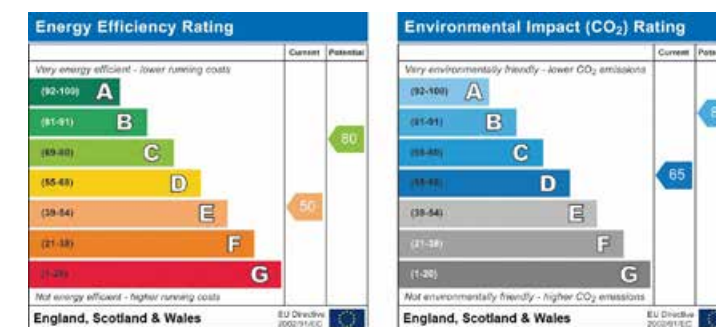 Energy Efficiency Rating
Current Potential
Very energy efficient - lower running costs
(92-100) A
(81-91) B
(69-80) C
80
(55-68) D
(39-54) E
50
(21-38) F
(1-20) G
Not energy efficient - higher running costs
England, Scotland & Wales
EU Directive
2002/91/EC
Environmental Impact (CO₂) Rating
Current
Very environmentally friendly - lower CO₂ emissions
(92-100) A
(81-91) B
(69-80) C
(55-68) D
65
(39-54) E
(21-38) F
(1-20) G
Not environmentally friendly - higher CO₂ emissions
England, Scotland & Wales
EU Directive
2002/91/EC